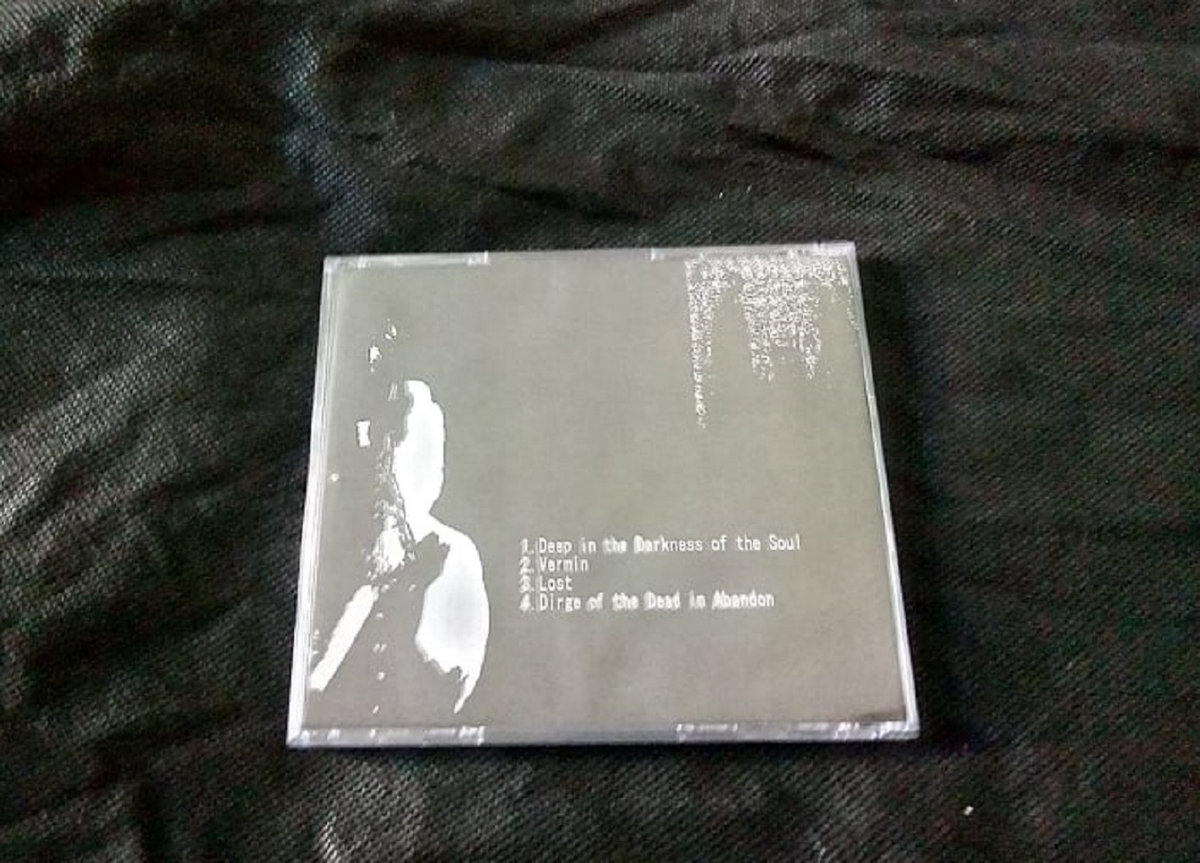 1.Deep in the Darkness of the Soul
2.Vermin
3.Lost
4.Dirge of the Dead in Abandon